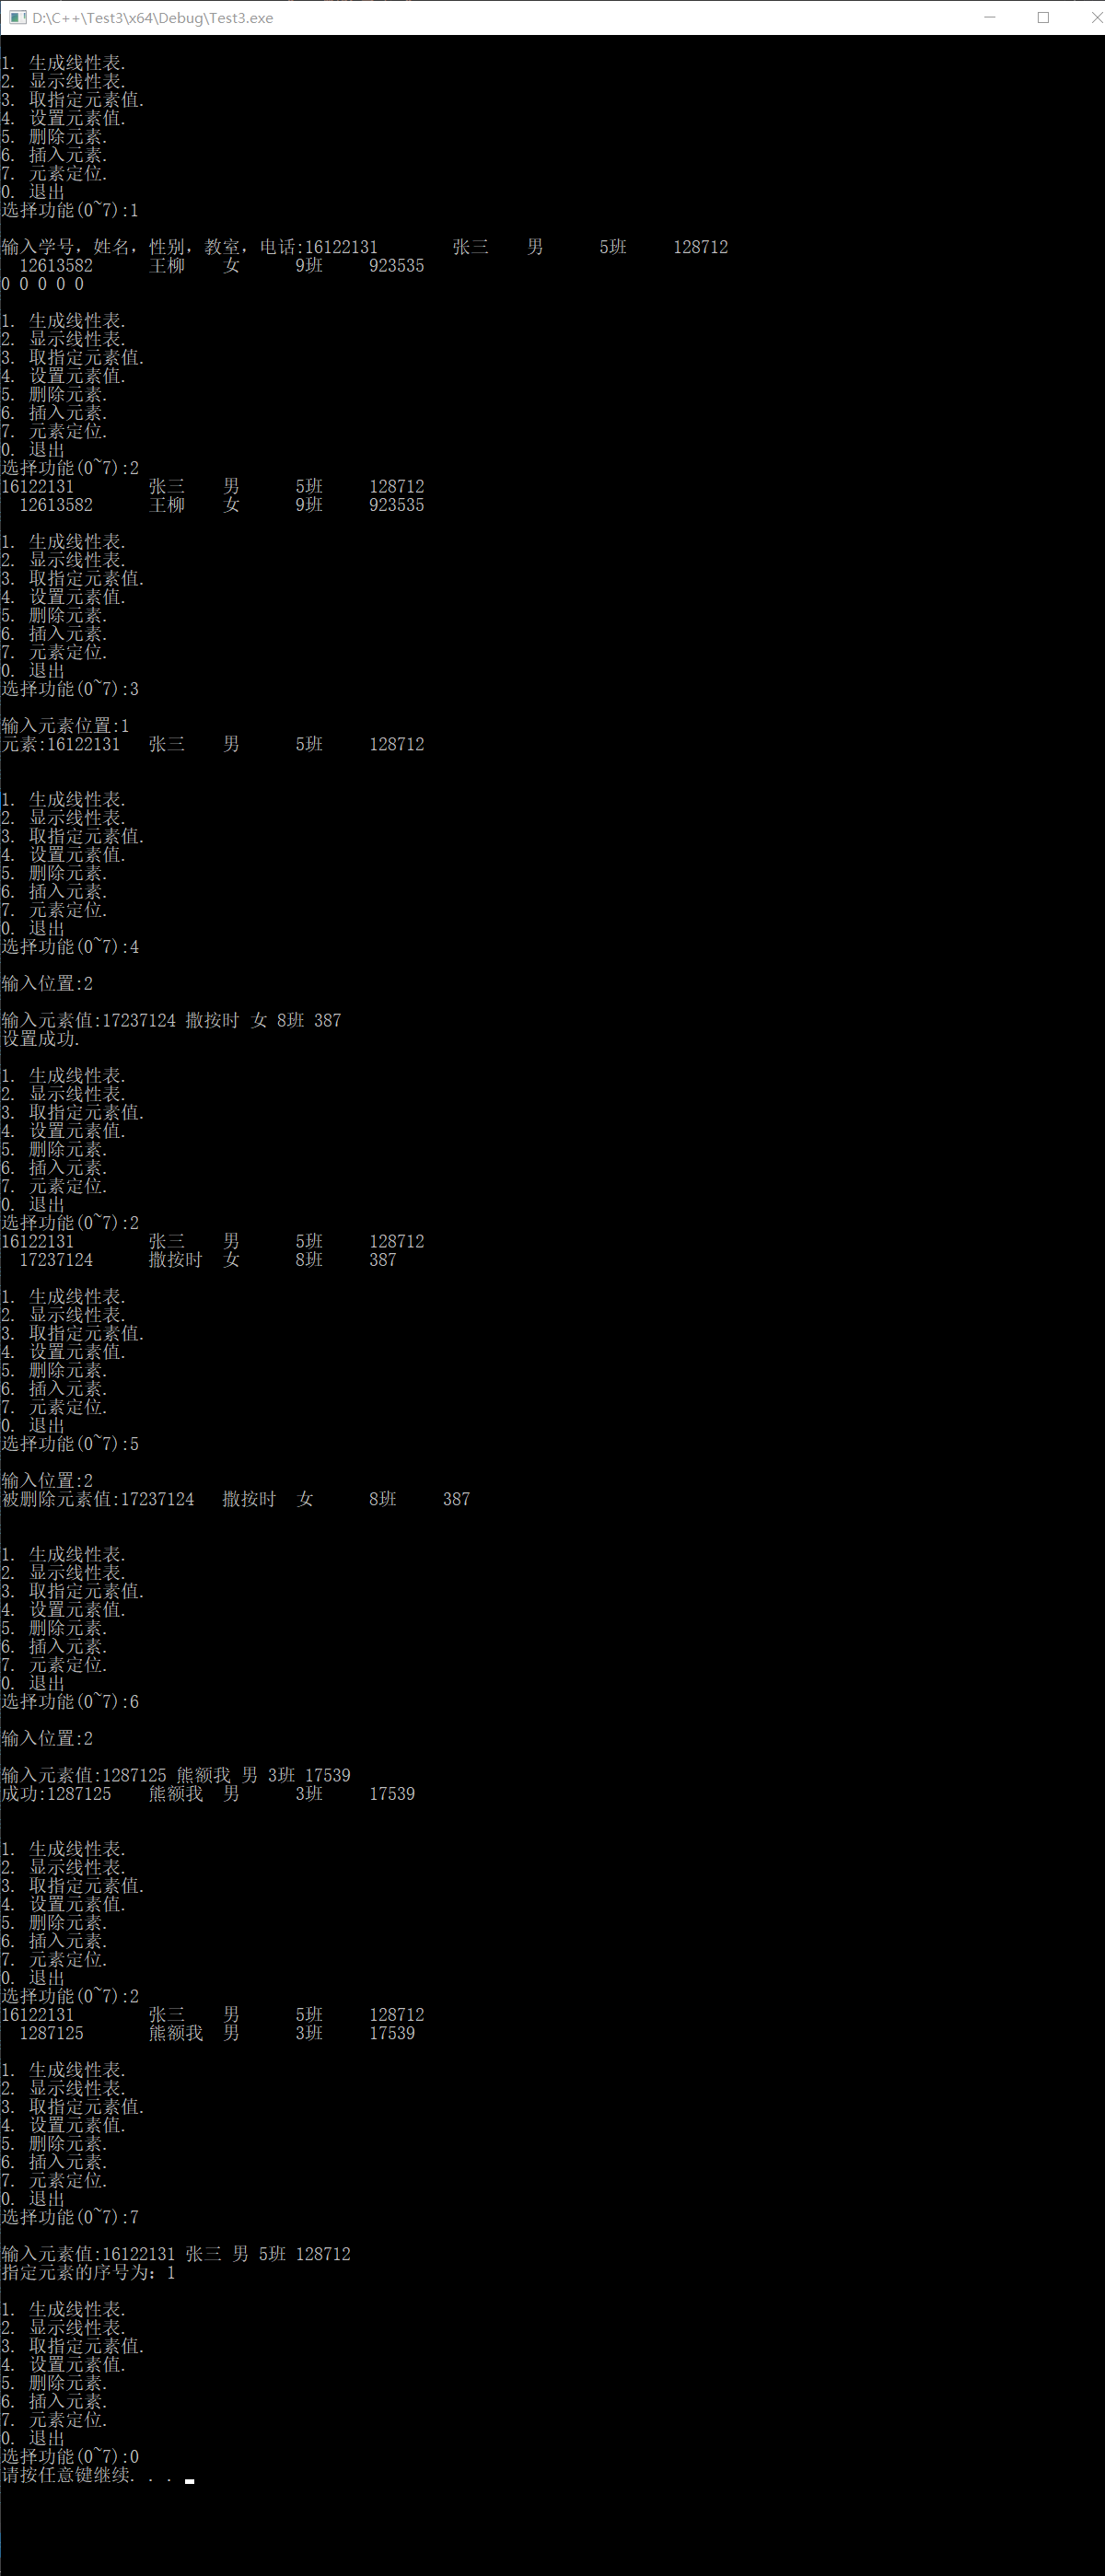 D:\C++\Test3\x64\Debug\Test3.exe
1. 生成线性表.
2. 显示线性表.
3. 取指定元素值.
4. 设置元素值.
5. 删除元素.
6. 插入元素.
7. 元素定位.
0. 退出
选择功能(0~7):1
输入学号，姓名，性别，教室，电话:16122131 张三 男 5班 128712
12613582 王柳 女 9班 923535
0 0 0 0 0
1. 生成线性表.
2. 显示线性表.
3. 取指定元素值.
4. 设置元素值.
5. 删除元素.
6. 插入元素.
7. 元素定位.
0. 退出
选择功能(0~7):2
16122131 张三 男 5班 128712
12613582 王柳 女 9班 923535
1. 生成线性表.
2. 显示线性表.
3. 取指定元素值.
4. 设置元素值.
5. 删除元素.
6. 插入元素.
7. 元素定位.
0. 退出
选择功能(0~7):3
输入元素位置:1
元素:16122131 张三 男 5班 128712
1. 生成线性表.
2. 显示线性表.
3. 取指定元素值.
4. 设置元素值.
5. 删除元素.
6. 插入元素.
7. 元素定位.
0. 退出
选择功能(0~7):4
输入位置:2
输入元素值:17237124 撒按时 女 8班 387
设置成功.
1. 生成线性表.
2. 显示线性表.
3. 取指定元素值.
4. 设置元素值.
5. 删除元素.
6. 插入元素.
7. 元素定位.
0. 退出
选择功能(0~7):2
16122131 张三 男 5班 128712
17237124 撒按时 女 8班 387
1. 生成线性表.
2. 显示线性表.
3. 取指定元素值.
4. 设置元素值.
5. 删除元素.
6. 插入元素.
7. 元素定位.
0. 退出
选择功能(0~7):5
输入位置:2
被删除元素值:17237124 撒按时 女 8班 387
1. 生成线性表.
2. 显示线性表.
3. 取指定元素值.
4. 设置元素值.
5. 删除元素.
6. 插入元素.
7. 元素定位.
0. 退出
选择功能(0~7):6
输入位置:2
输入元素值:1287125 熊额我 男 3班 17539
成功:1287125 熊额我 男 3班 17539
1. 生成线性表.
2. 显示线性表.
3. 取指定元素值.
4. 设置元素值.
5. 删除元素.
6. 插入元素.
7. 元素定位.
0. 退出
选择功能(0~7):2
16122131 张三 男 5班 128712
1287125 熊额我 男 3班 17539
1. 生成线性表.
2. 显示线性表.
3. 取指定元素值.
4. 设置元素值.
5. 删除元素.
6. 插入元素.
7. 元素定位.
0. 退出
选择功能(0~7):7
输入元素值:16122131 张三 男 5班 128712
指定元素的序号为：1
1. 生成线性表.
2. 显示线性表.
3. 取指定元素值.
4. 设置元素值.
5. 删除元素.
6. 插入元素.
7. 元素定位.
0. 退出
选择功能(0~7):0
请按任意键继续. . .